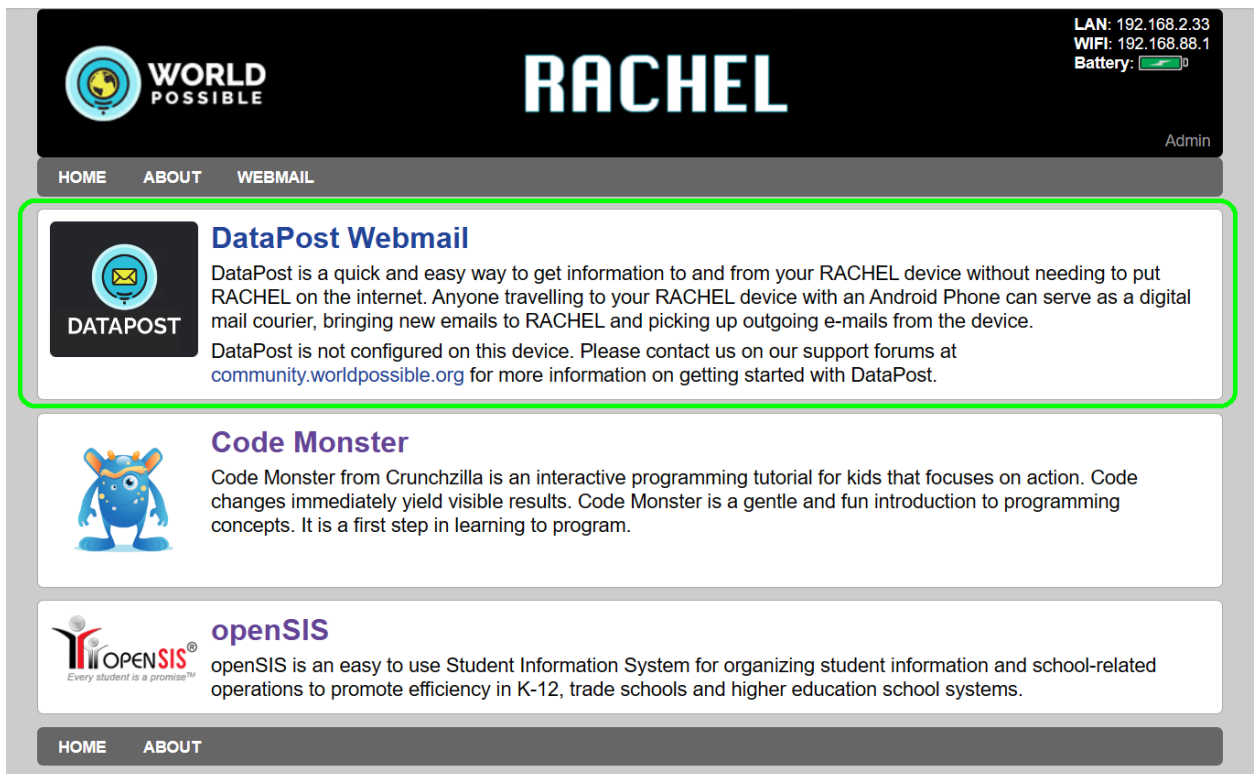 LAN: 192.168.2.33
WIFI: 192.168.88.1
Battery:
WORLD
POSSIBLE
RACHEL
Admin
HOME ABOUT WEBMAIL
DATAPOST
DataPost Webmail
DataPost is a quick and easy way to get information to and from your RACHEL device without needing to put
RACHEL on the internet. Anyone travelling to your RACHEL device with an Android Phone can serve as a digital
mail courier, bringing new emails to RACHEL and picking up outgoing e-mails from the device.
DataPost is not configured on this device. Please contact us on our support forums at
community.worldpossible.org for more information on getting started with DataPost.
Code Monster
Code Monster from Crunchzilla is an interactive programming tutorial for kids that focuses on action. Code
changes immediately yield visible results. Code Monster is a gentle and fun introduction to programming
concepts. It is a first step in learning to program.
OPENSIS®
Every student is a promise™
openSIS
openSIS is an easy to use Student Information System for organizing student information and school-related
operations to promote efficiency in K-12, trade schools and higher education school systems.
HOME ABOUT